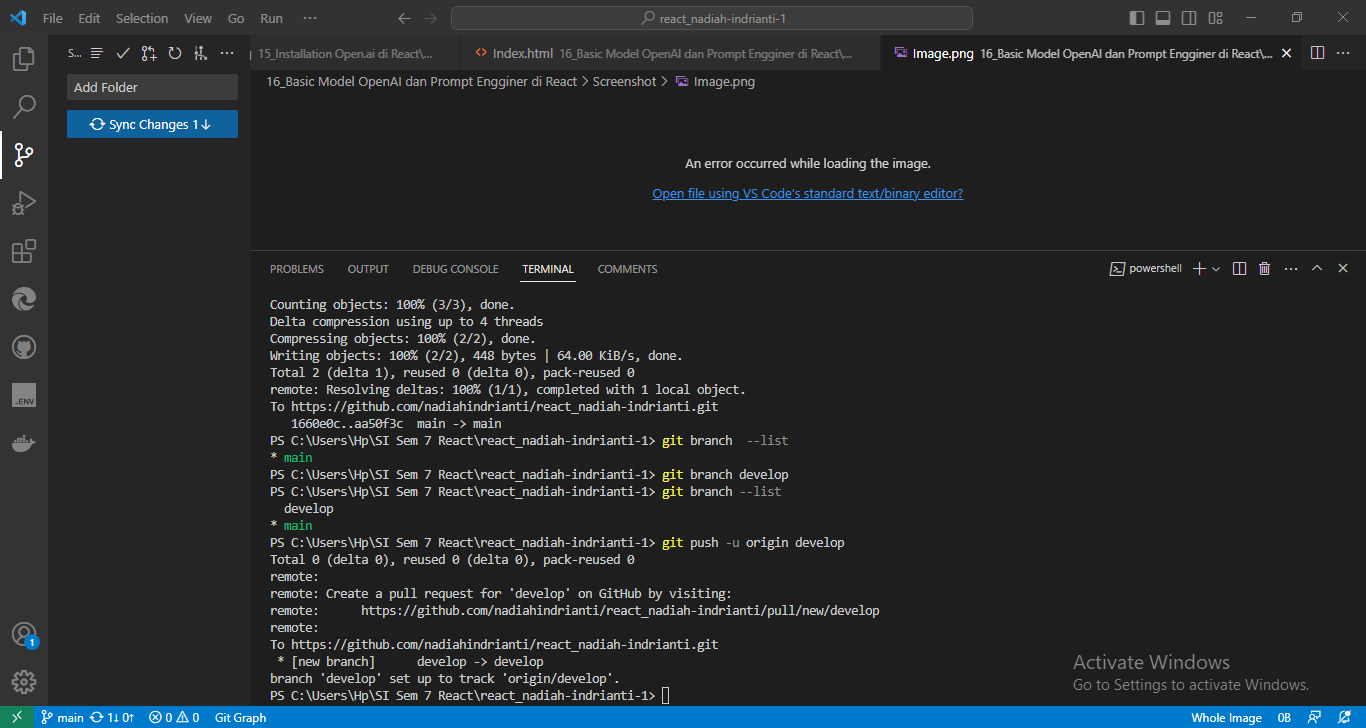 File Edit Selection View Go Run ···
react_nadiah-indrianti-1
S...
15_Installation Open.ai di React\...
Index.html 16_Basic Model OpenAI dan Prompt Engginer di React\...
Image.png 16_Basic Model OpenAI dan Prompt Engginer di React\...
Add Folder
16_Basic Model OpenAI dan Prompt Engginer di React > Screenshot > Image.png
Sync Changes 1↓
An error occurred while loading the image.
Open file using VS Code's standard text/binary editor?
PROBLEMS OUTPUT DEBUG CONSOLE TERMINAL COMMENTS
powershell
Counting objects: 100% (3/3), done.
Delta compression using up to 4 threads
Compressing objects: 100% (2/2), done.
Writing objects: 100% (2/2), 448 bytes | 64.00 KiB/s, done.
Total 2 (delta 1), reused 0 (delta 0), pack-reused 0
remote: Resolving deltas: 100% (1/1), completed with 1 local object.
To https://github.com/nadiahindrianti/react_nadiah-indrianti.git
   1660e0c..aa50f3c  main -> main
PS C:\Users\Hp\SI Sem 7 React\react_nadiah-indrianti-1> git branch  --list
* main
PS C:\Users\Hp\SI Sem 7 React\react_nadiah-indrianti-1> git branch develop
PS C:\Users\Hp\SI Sem 7 React\react_nadiah-indrianti-1> git branch --list
  develop
* main
PS C:\Users\Hp\SI Sem 7 React\react_nadiah-indrianti-1> git push -u origin develop
Total 0 (delta 0), reused 0 (delta 0), pack-reused 0
remote:
remote: Create a pull request for 'develop' on GitHub by visiting:
remote:      https://github.com/nadiahindrianti/react_nadiah-indrianti/pull/new/develop
remote:
To https://github.com/nadiahindrianti/react_nadiah-indrianti.git
 * [new branch]      develop -> develop
branch 'develop' set up to track 'origin/develop'.
PS C:\Users\Hp\SI Sem 7 React\react_nadiah-indrianti-1>
.ENV
1
Activate Windows
Go to Settings to activate Windows.
main 1↓ 0↑ 0 0 Git Graph
Whole Image 0B